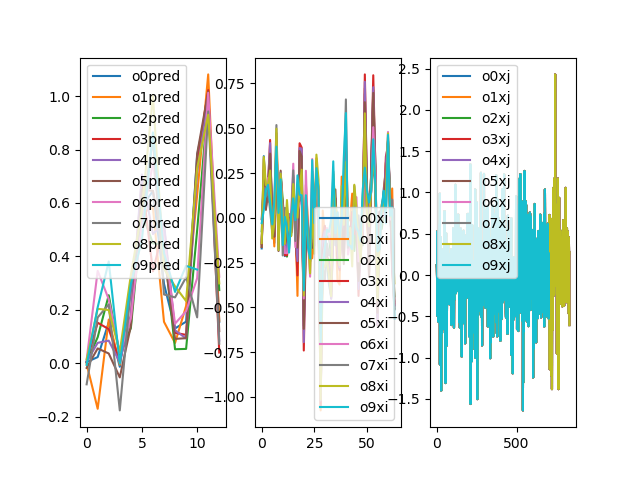 1.0
0.8
0.6
0.4
0.2
0.0
−0.2
0
5
10
o0pred
o1pred
o2pred
o3pred
o4pred
o5pred
o6pred
o7pred
o8pred
o9pred
0.75
0.50
0.25
0.00
−0.25
−0.50
−0.75
−1.00
0
25
50
o0xi
o1xi
o2xi
o3xi
o4xi
o5xi
o6xi
o7xi
o8xi
o9xi
2.5
2.0
1.5
1.0
0.5
0.0
−0.5
−1.0
−1.5
0
500
o0xj
o1xj
o2xj
o3xj
o4xj
o5xj
o6xj
o7xj
o8xj
o9xj